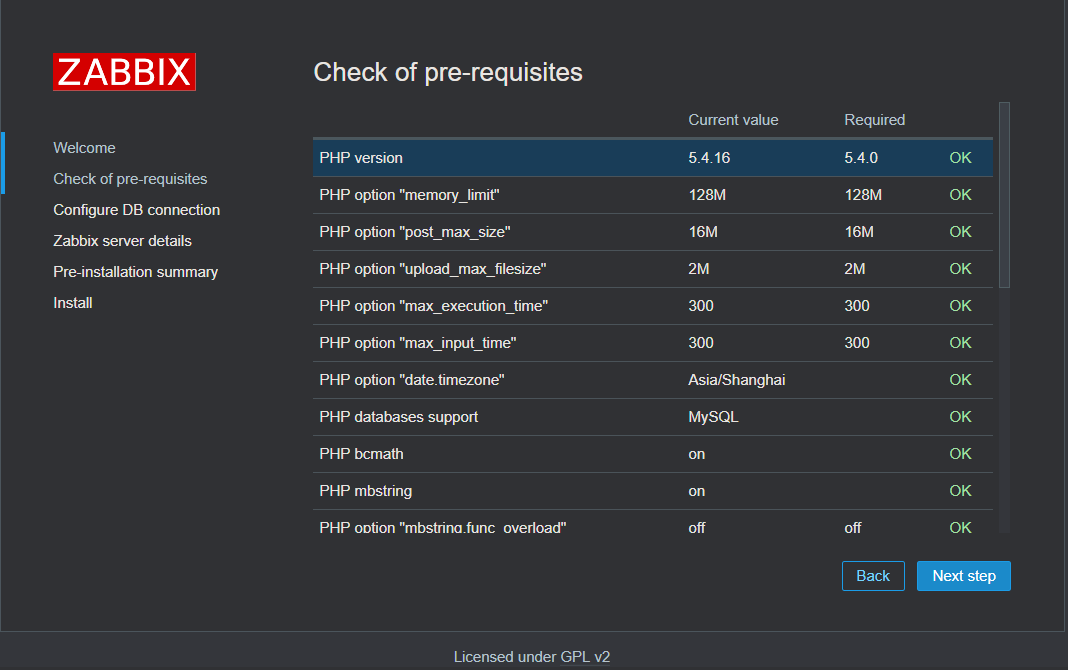 ZABBIX
Check of pre-requisites
Welcome
Check of pre-requisites
Configure DB connection
Zabbix server details
Pre-installation summary
Install
Current value Required
PHP version 5.4.16 5.4.0 OK
PHP option "memory_limit" 128M 128M OK
PHP option "post_max_size" 16M 16M OK
PHP option "upload_max_filesize" 2M 2M OK
PHP option "max_execution_time" 300 300 OK
PHP option "max_input_time" 300 300 OK
PHP option "date.timezone" Asia/Shanghai OK
PHP databases support MySQL OK
PHP bcmath on OK
PHP mbstring on OK
PHP option "mbstring.func_overload" off off OK
Back Next step
Licensed under GPL v2